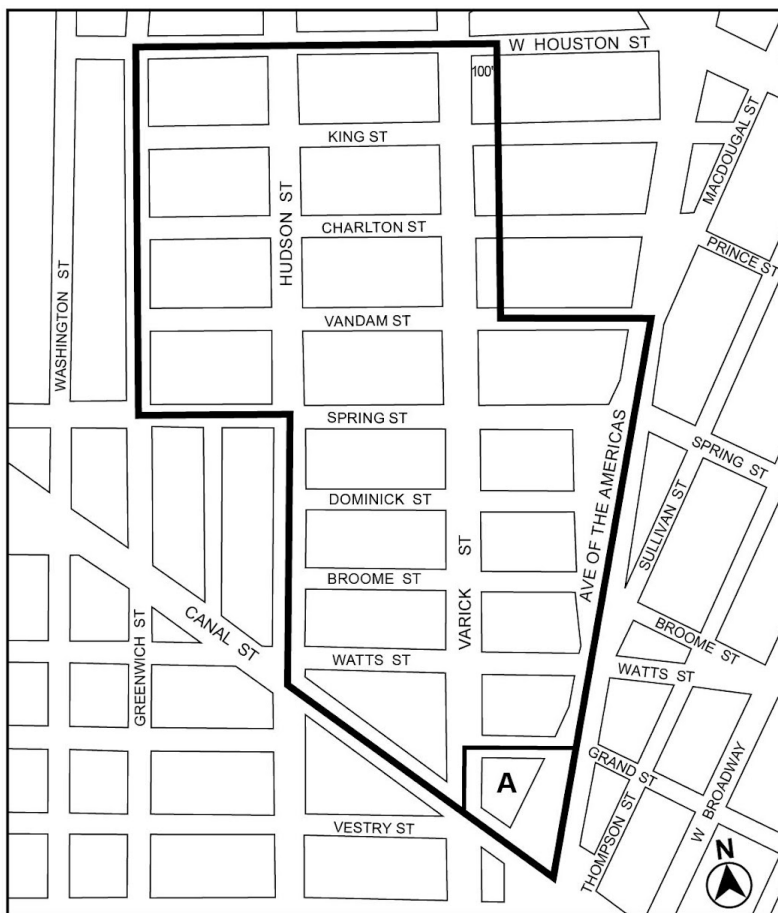 W HOUSTON ST
100'
KING ST
MACDOUGAL ST
HUDSON ST
CHARLTON ST
PRINCE ST
WASHINGTON ST
VANDAM ST
SPRING ST
AVE OF THE AMERICAS
SPRING ST
DOMINICK ST
SULLIVAN ST
VARICK ST
BROOME ST
CANAL ST
GREENWICH ST
BROOME ST
WATTS ST
WATTS ST
GRAND ST
W BROADWAY
A
THOMPSON ST
VESTRY ST
N